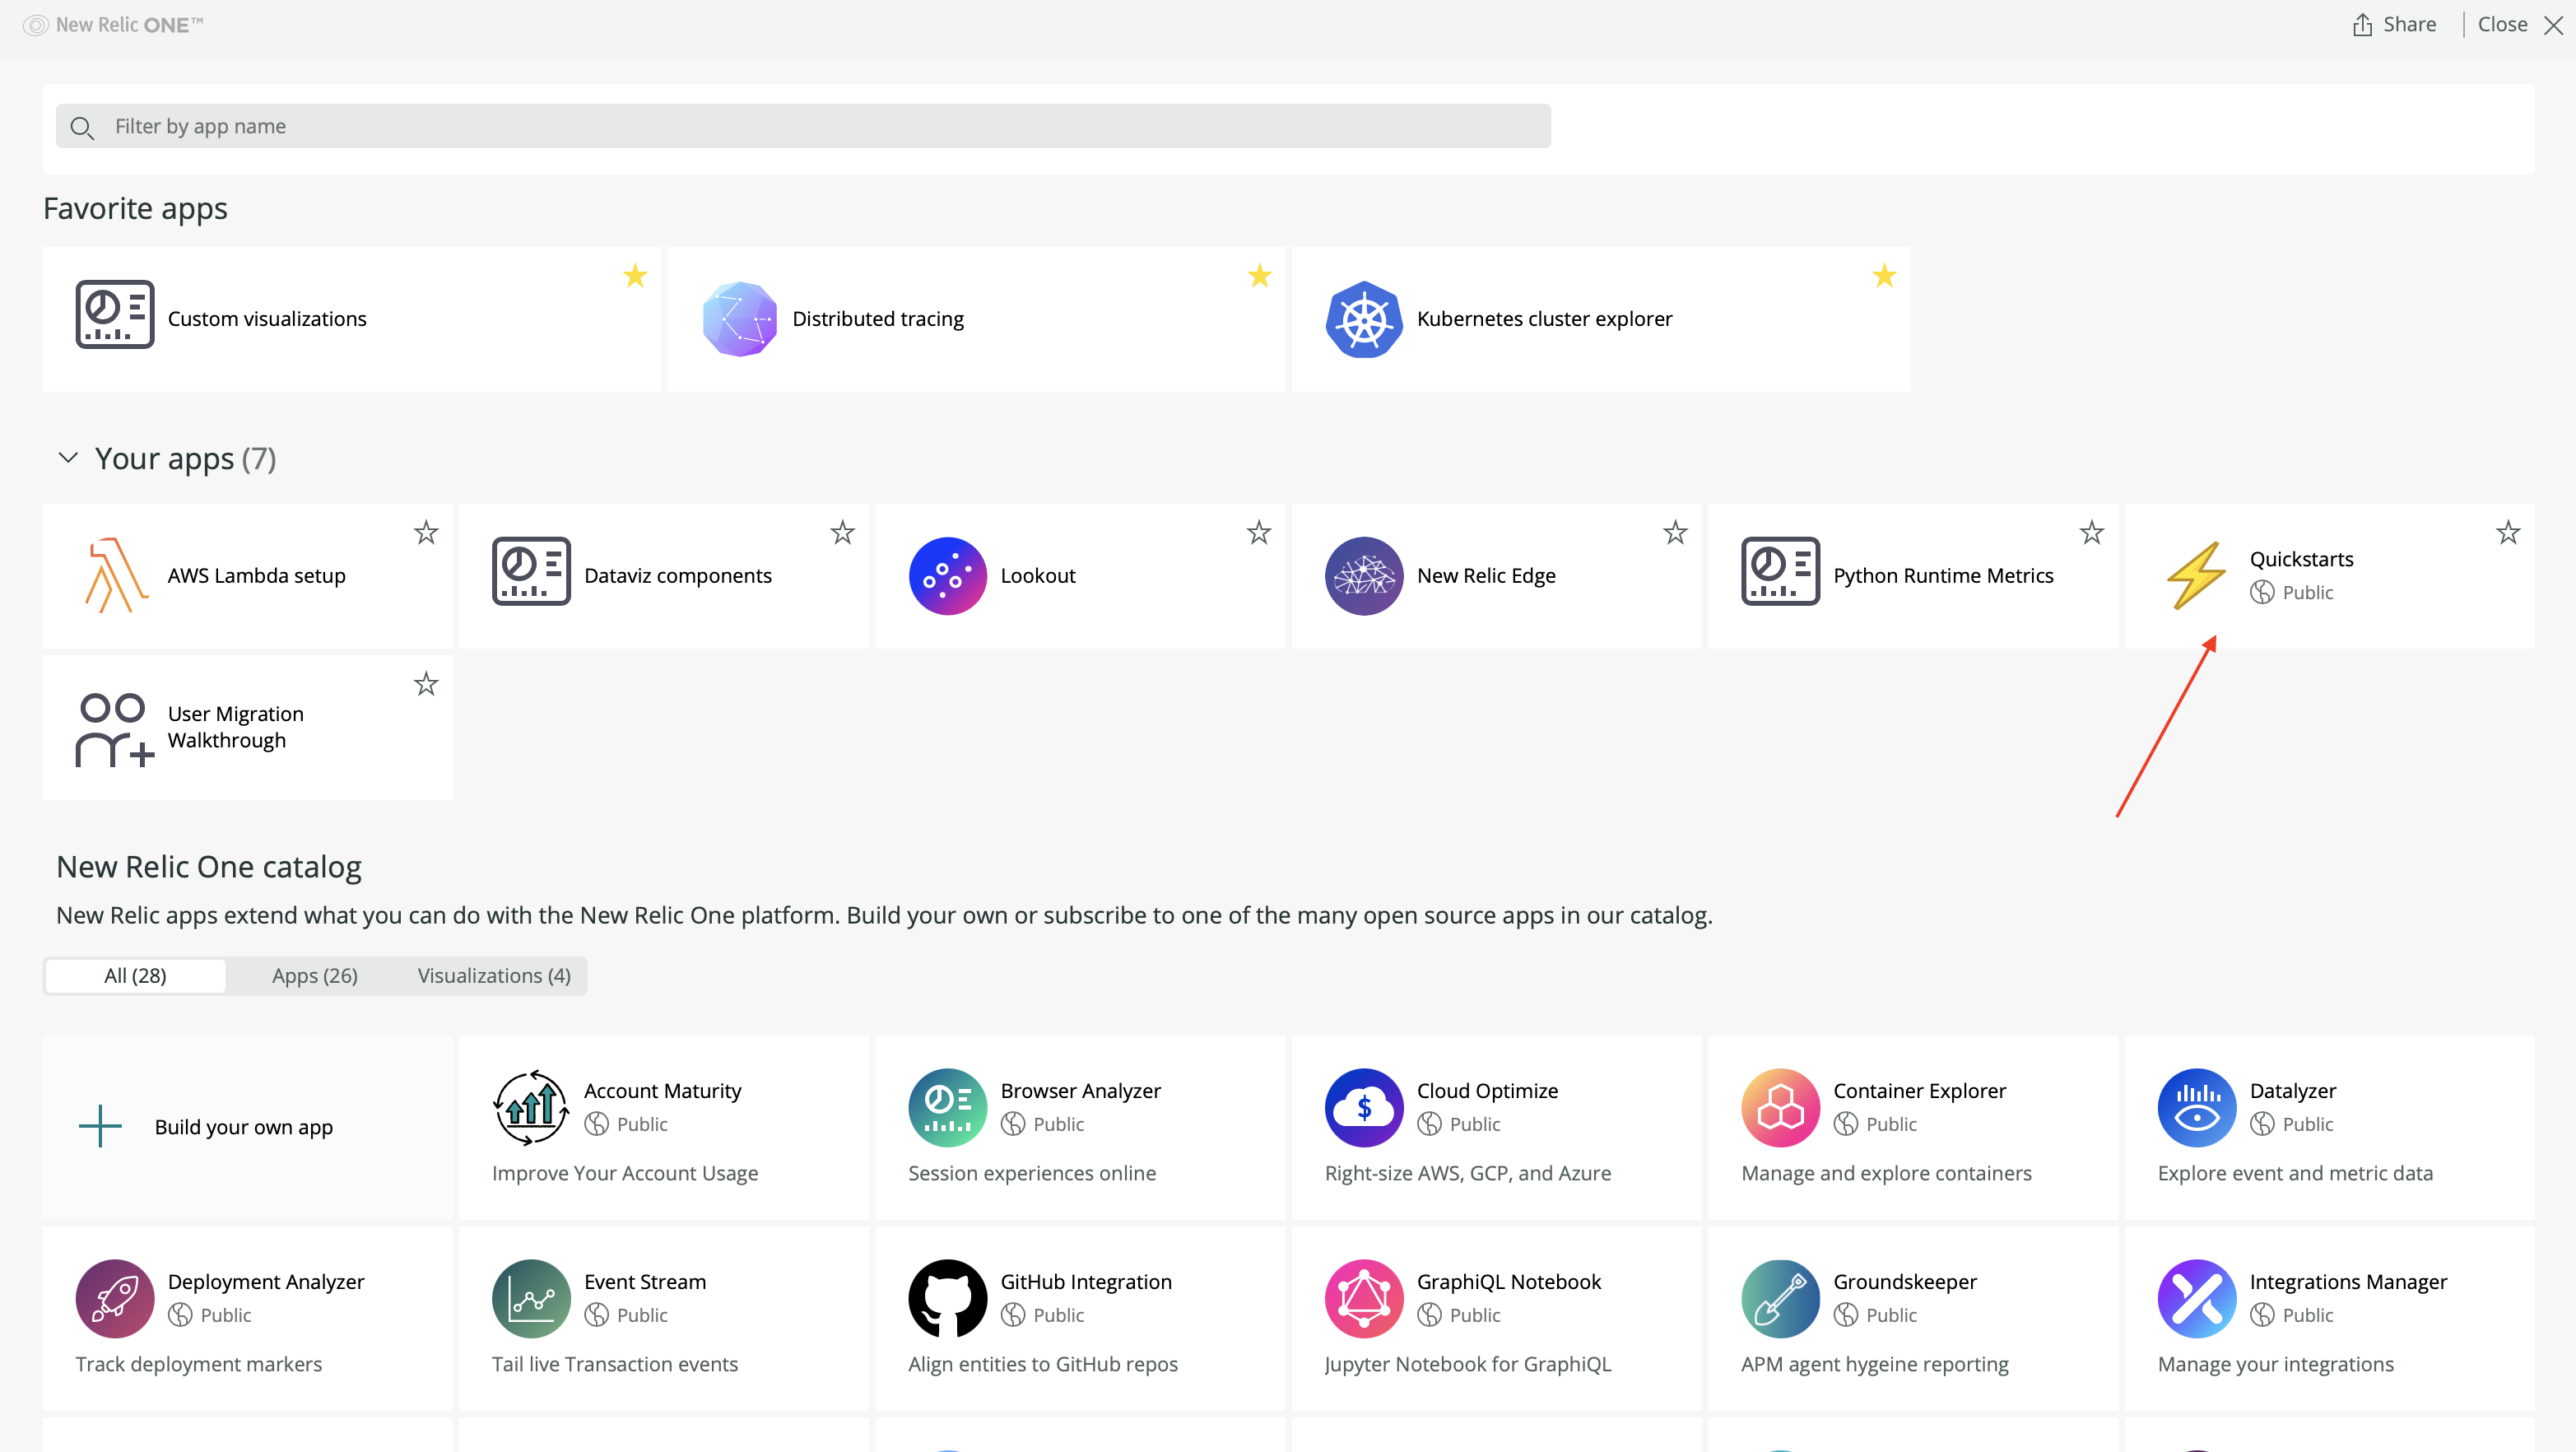 New Relic ONE™
Share
Close
Filter by app name
Favorite apps
Custom visualizations
Distributed tracing
Kubernetes cluster explorer
Your apps (7)
AWS Lambda setup
Dataviz components
Lookout
New Relic Edge
Python Runtime Metrics
Quickstarts
Public
User Migration
Walkthrough
New Relic One catalog
New Relic apps extend what you can do with the New Relic One platform. Build your own or subscribe to one of the many open source apps in our catalog.
All (28)
Apps (26)
Visualizations (4)
Build your own app
Account Maturity
Public
Improve Your Account Usage
Browser Analyzer
Public
Session experiences online
Cloud Optimize
Public
Right-size AWS, GCP, and Azure
Container Explorer
Public
Manage and explore containers
Datalyzer
Public
Explore event and metric data
Deployment Analyzer
Public
Track deployment markers
Event Stream
Public
Tail live Transaction events
GitHub Integration
Public
Align entities to GitHub repos
GraphiQL Notebook
Public
Jupyter Notebook for GraphiQL
Groundskeeper
Public
APM agent hygeine reporting
Integrations Manager
Public
Manage your integrations